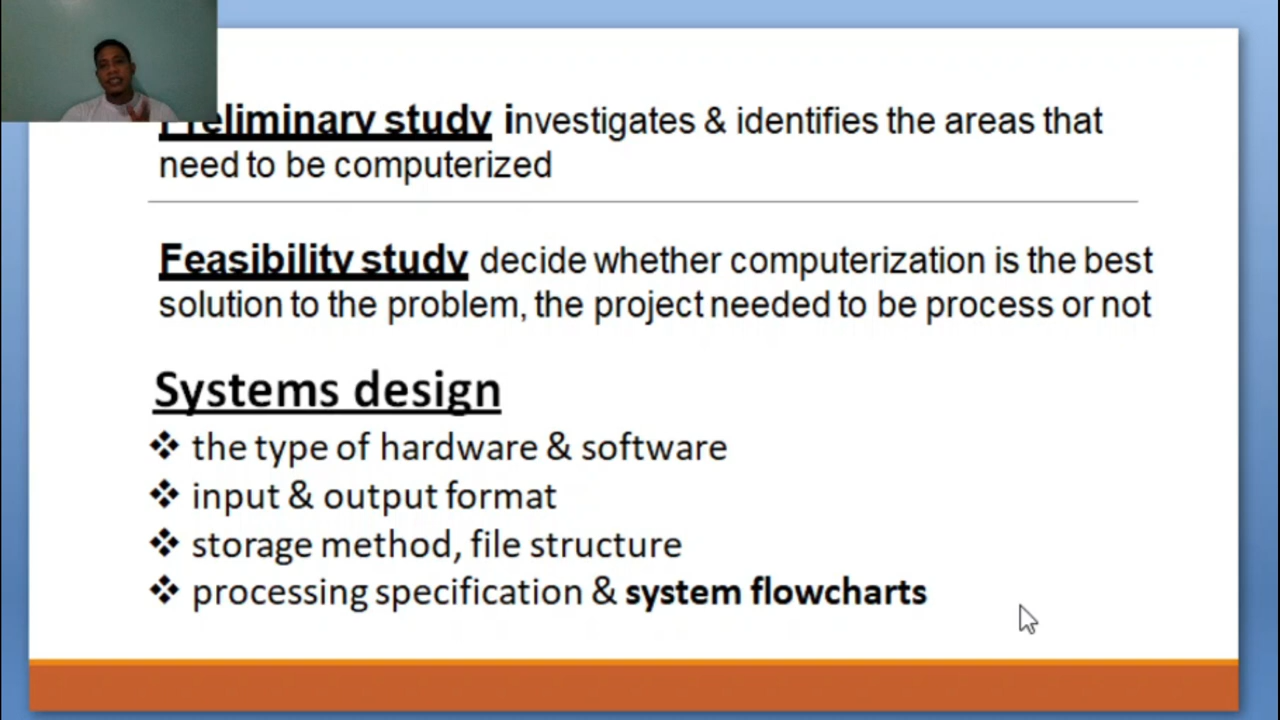 Preliminary study investigates & identifies the areas that
need to be computerized
Feasibility study decide whether computerization is the best
solution to the problem, the project needed to be process or not
Systems design
❖ the type of hardware & software
❖ input & output format
❖ storage method, file structure
❖ processing specification & system flowcharts